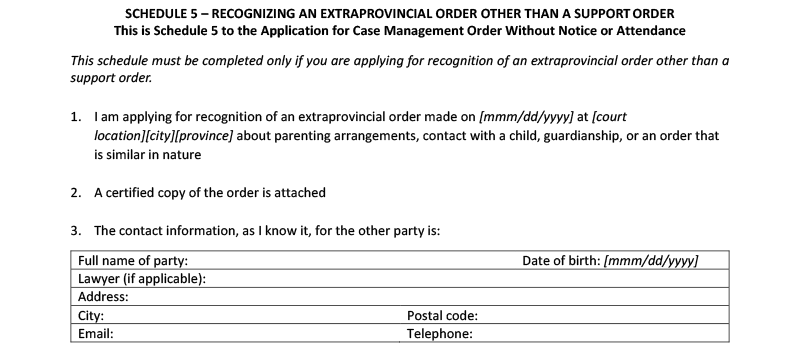 SCHEDULE 5 – RECOGNIZING AN EXTRAPROVINCIAL ORDER OTHER THAN A SUPPORT ORDER
This is Schedule 5 to the Application for Case Management Order Without Notice or Attendance
This schedule must be completed only if you are applying for recognition of an extraprovincial order other than a
support order.
1. I am applying for recognition of an extraprovincial order made on [mmm/dd/yyyy] at [court
location][city][province] about parenting arrangements, contact with a child, guardianship, or an order that
is similar in nature
2. A certified copy of the order is attached
3. The contact information, as I know it, for the other party is:
Full name of party: Date of birth: [mmm/dd/yyyy]
Lawyer (if applicable):
Address:
City: Postal code:
Email: Telephone: